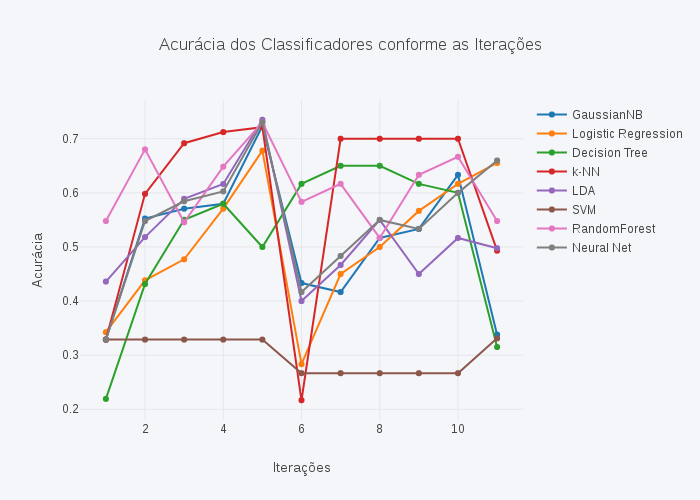 Acurácia dos Classificadores conforme as Iterações
GaussianNB
Logistic Regression
Decision Tree
k-NN
LDA
SVM
RandomForest
Neural Net
0.7
0.6
0.5
0.4
0.3
0.2
Acurácia
2 4 6 8 10
Iterações